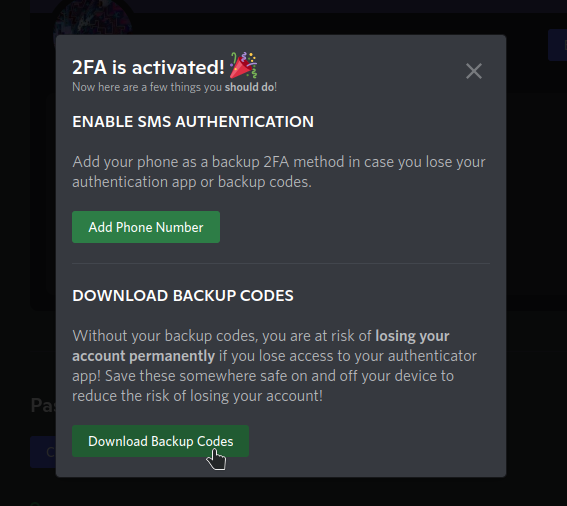 2FA is activated! 🎉
Now here are a few things you should do!
ENABLE SMS AUTHENTICATION
Add your phone as a backup 2FA method in case you lose your
authentication app or backup codes.
Add Phone Number
DOWNLOAD BACKUP CODES
Without your backup codes, you are at risk of losing your
account permanently if you lose access to your authenticator
app! Save these somewhere safe on and off your device to
reduce the risk of losing your account!
Download Backup Codes